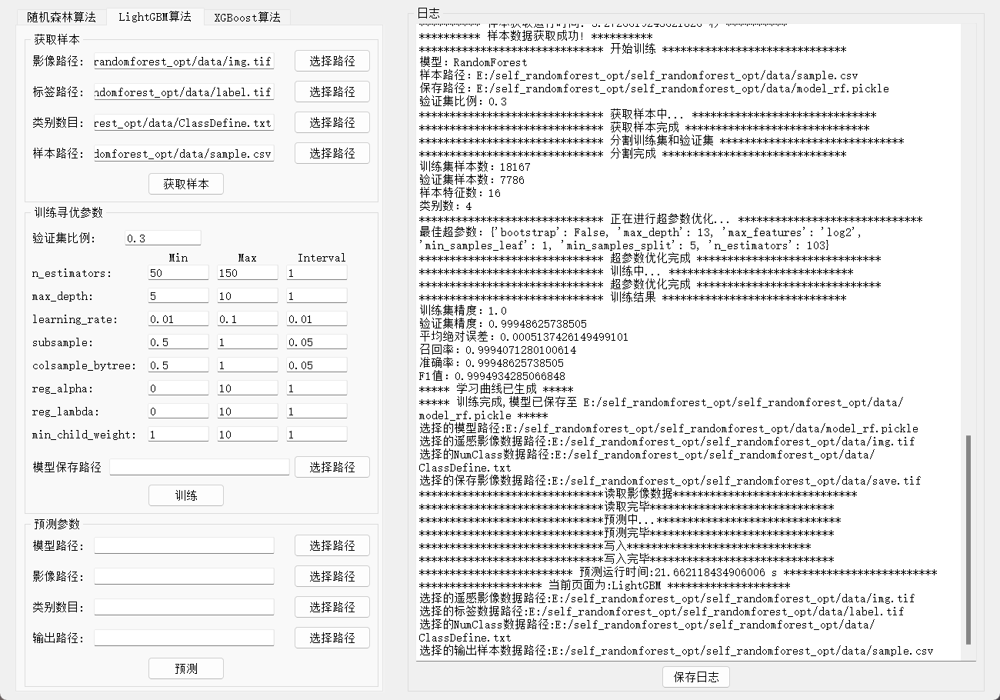 随机森林算法 LightGBM算法 XGBoost算法
获取样本
影像路径: randomforest_opt/data/img.tif 选择路径
标签路径: ndomforest_opt/data/label.tif 选择路径
类别数目: rest_opt/data/ClassDefine.txt 选择路径
样本路径: domforest_opt/data/sample.csv 选择路径
获取样本
训练寻优参数
验证集比例: 0.3
Min Max Interval
n_estimators: 50 150 1
max_depth: 5 10 1
learning_rate: 0.01 0.1 0.01
subsample: 0.5 1 0.05
colsample_bytree: 0.5 1 0.05
reg_alpha: 0 10 1
reg_lambda: 0 10 1
min_child_weight: 1 10 1
模型保存路径 选择路径
训练
预测参数
模型路径: 选择路径
影像路径: 选择路径
类别数目: 选择路径
输出路径: 选择路径
预测
日志
********** 样本数据获取成功! **********
****************************** 开始训练 ******************************
模型: RandomForest
样本路径: E:/self_randomforest_opt/self_randomforest_opt/data/sample.csv
保存路径: E:/self_randomforest_opt/self_randomforest_opt/data/model_rf.pickle
验证集比例: 0.3
****************************** 获取样本中... ******************************
****************************** 获取样本完成 ******************************
****************************** 分割训练集和验证集 ******************************
****************************** 分割完成 ******************************
训练集样本数: 18167
验证集样本数: 7786
样本特征数: 16
类别数: 4
****************************** 正在进行超参数优化... ******************************
最佳超参数: {'bootstrap': False, 'max_depth': 13, 'max_features': 'log2',
'min_samples_leaf': 1, 'min_samples_split': 5, 'n_estimators': 103}
****************************** 超参数优化完成 ******************************
****************************** 训练中... ******************************
****************************** 超参数优化完成 ******************************
****************************** 训练结果 ******************************
训练集精度: 1.0
验证集精度: 0.99948625738505
平均绝对误差: 0.0005137426149499101
召回率: 0.9994071280100614
准确率: 0.99948625738505
F1值: 0.9994934285066848
***** 学习曲线已生成 *****
***** 训练完成,模型已保存至 E:/self_randomforest_opt/self_randomforest_opt/data/
model_rf.pickle *****
选择的模型路径:E:/self_randomforest_opt/self_randomforest_opt/data/model_rf.pickle
选择的遥感影像数据路径:E:/self_randomforest_opt/self_randomforest_opt/data/img.tif
选择的NumClass数据路径:E:/self_randomforest_opt/self_randomforest_opt/data/
ClassDefine.txt
选择的保存影像数据路径:E:/self_randomforest_opt/self_randomforest_opt/data/save.tif
******************************读取影像数据******************************
******************************读取完毕******************************
******************************预测中...******************************
******************************预测完毕******************************
******************************写入******************************
******************************写入完毕******************************
************************* 预测运行时间:21.662118434906006 s *************************
******************** 当前页面为:LightGBM ********************
选择的遥感影像数据路径:E:/self_randomforest_opt/self_randomforest_opt/data/img.tif
选择的标签数据路径:E:/self_randomforest_opt/self_randomforest_opt/data/label.tif
选择的NumClass数据路径:E:/self_randomforest_opt/self_randomforest_opt/data/
ClassDefine.txt
选择的输出样本数据路径:E:/self_randomforest_opt/self_randomforest_opt/data/sample.csv
保存日志